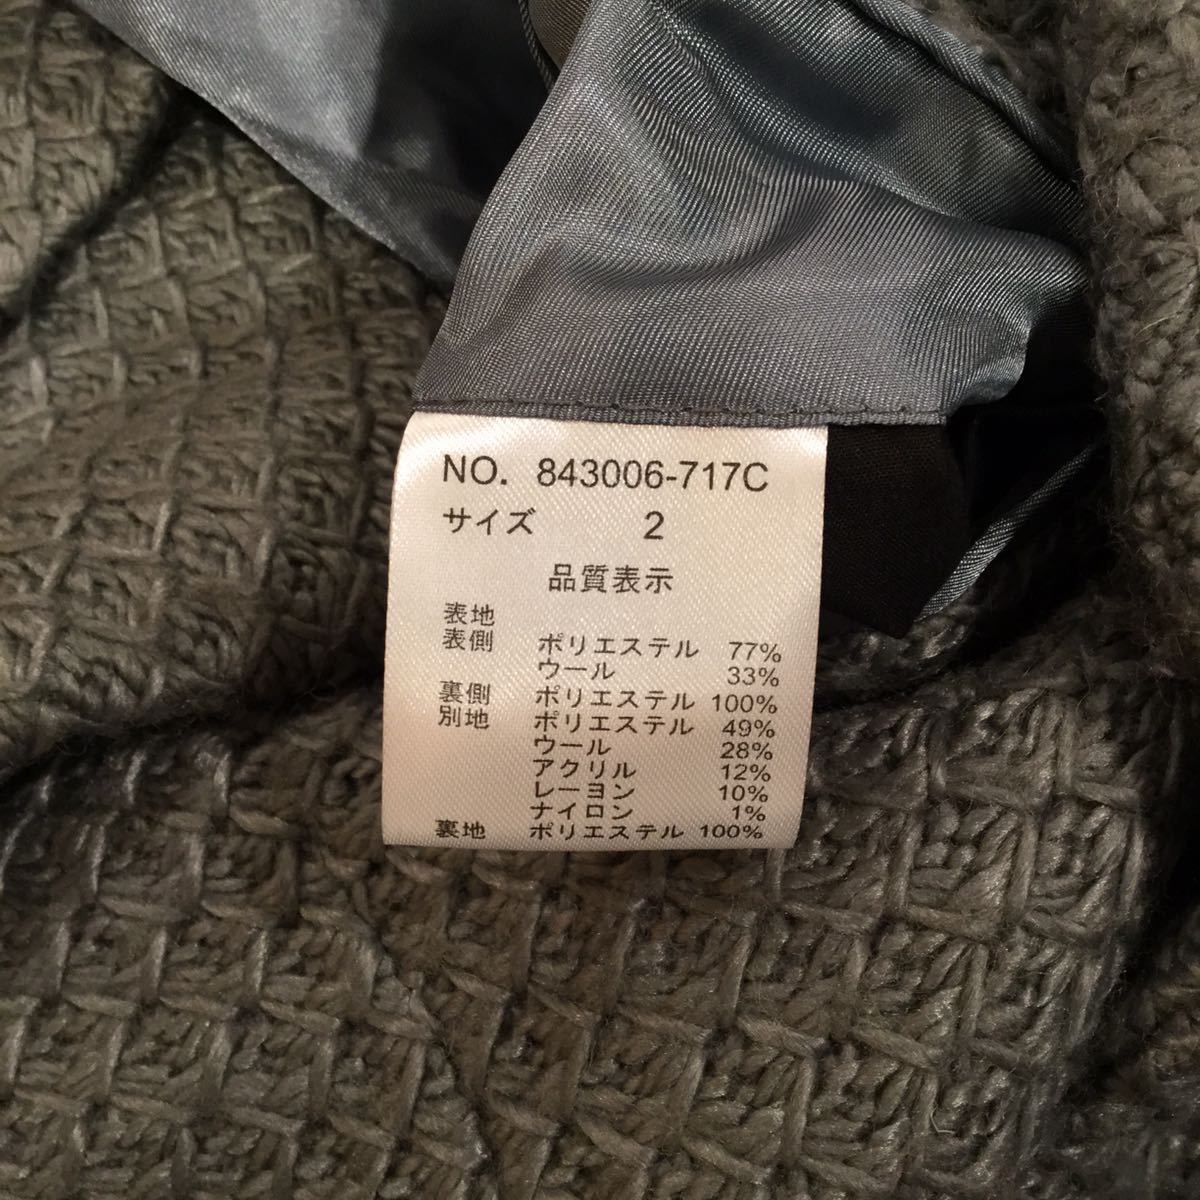 NO. 843006-717C
サイズ 2
品質表示
表地
表側 ポリエステル 77%
ウール 33%
裏側 ポリエステル 100%
別地 ポリエステル 49%
ウール 28%
アクリル 12%
レーヨン 10%
ナイロン 1%
裏地 ポリエステル 100%